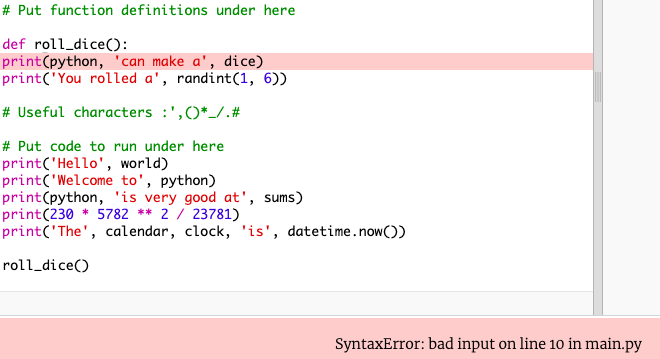 # Put function definitions under here
def roll_dice():
print(python, 'can make a', dice)
print('You rolled a', randint(1, 6))
# Useful characters :',()*_/.#
# Put code to run under here
print('Hello', world)
print('Welcome to', python)
print(python, 'is very good at', sums)
print(230 * 5782 ** 2 / 23781)
print('The', calendar, clock, 'is', datetime.now())
roll_dice()
SyntaxError: bad input on line 10 in main.py